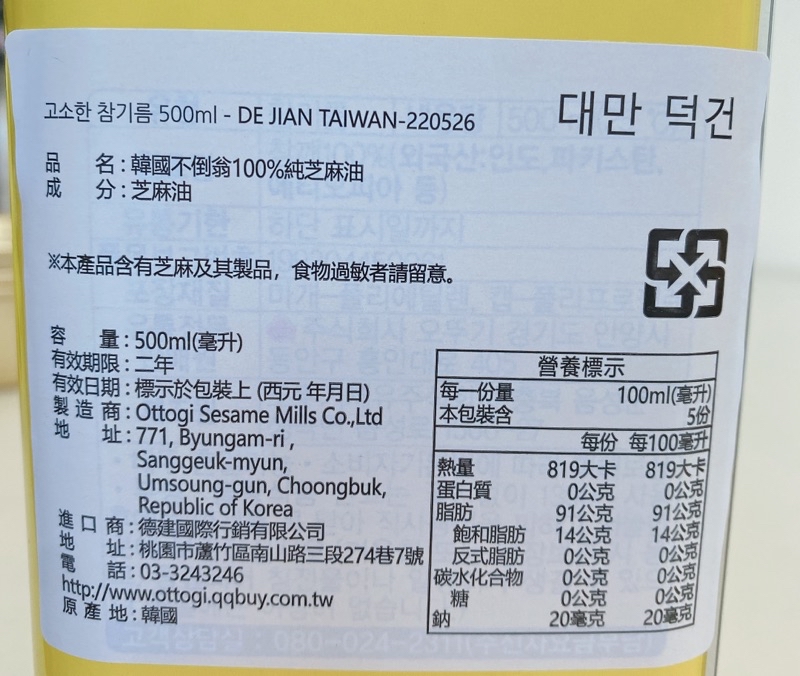 고소한 참기름 500ml - DE JIAN TAIWAN-220526
대만 덕건
品 名:韓國不倒翁100%純芝麻油
成 分:芝麻油
※本產品含有芝麻及其製品，食物過敏者請留意。
容 量:500ml(毫升)
有效期限:二年
有效日期:標示於包裝上 (西元 年月日)
製 造 商:Ottogi Sesame Mills Co.,Ltd
地 址:771, Byungam-ri ,
Sanggeuk-myun,
Umsoung-gun, Choongbuk,
Republic of Korea
進 口 商:德建國際行銷有限公司
地 址:桃園市蘆竹區南山路三段274巷7號
電 話:03-3243246
http://www.ottogi.qqbuy.com.tw
原 產 地:韓國
營養標示
每一份量 100ml(毫升)
本包裝含 5份
每份 每100毫升
熱量 819大卡 819大卡
蛋白質 0公克 0公克
脂肪 91公克 91公克
飽和脂肪 14公克 14公克
反式脂肪 0公克 0公克
碳水化合物 0公克 0公克
糖 0公克 0公克
鈉 20毫克 20毫克